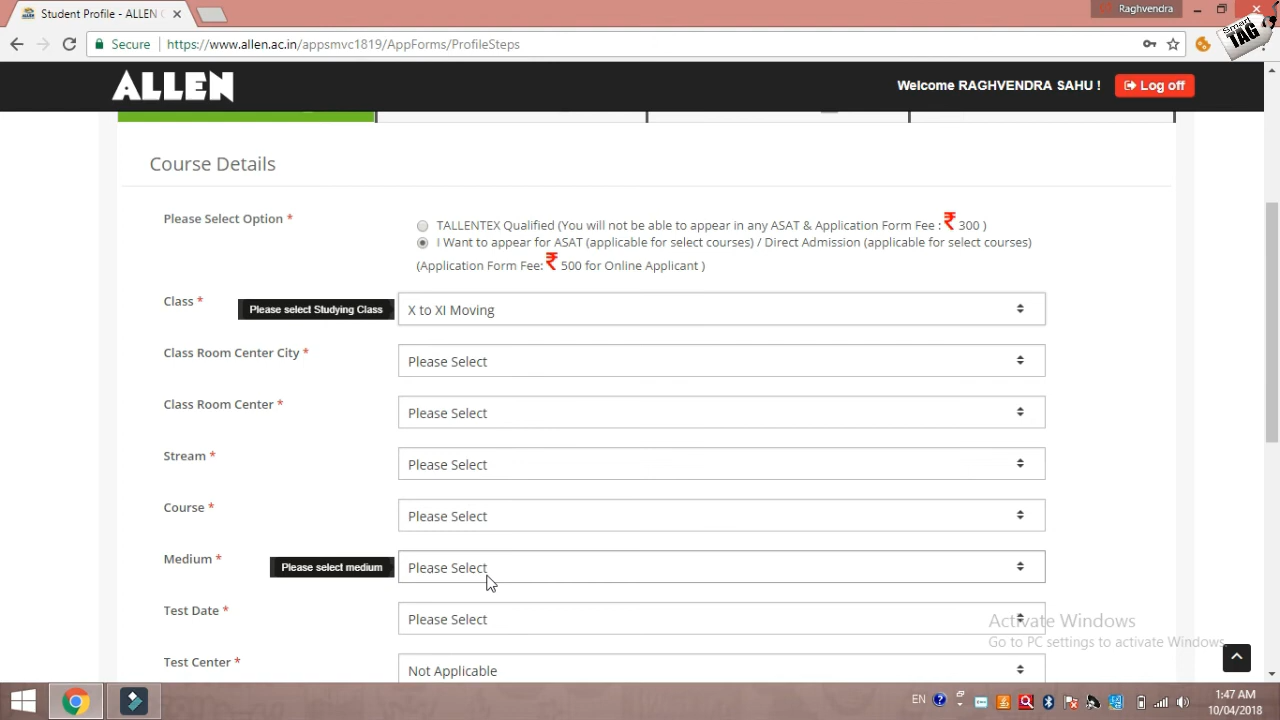 Student Profile - ALLEN C
Raghvendra
Secure
https://www.allen.ac.in/appsmvc1819/AppForms/ProfileSteps
Smart
TAG
ALLEN
Welcome RAGHVENDRA SAHU !
Log off
Course Details
Please Select Option *
TALLENTEX Qualified (You will not be able to appear in any ASAT & Application Form Fee : ₹ 300 )
I Want to appear for ASAT (applicable for select courses) / Direct Admission (applicable for select courses)
(Application Form Fee: ₹ 500 for Online Applicant )
Class *
Please select Studying Class
X to XI Moving
Class Room Center City *
Please Select
Class Room Center *
Please Select
Stream *
Please Select
Course *
Please Select
Medium *
Please select medium
Please Select
Test Date *
Please Select
Activate Windows
Go to PC settings to activate Windows.
Test Center *
Not Applicable
EN
1:47 AM
10/04/2018